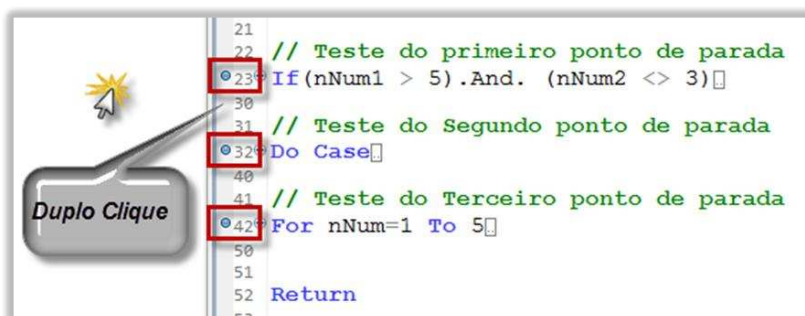 21
22 // Teste do primeiro ponto de parada
23 If(nNum1 > 5).And. (nNum2 <> 3)
30
31 // Teste do Segundo ponto de parada
32 Do Case
40
41 // Teste do Terceiro ponto de parada
42 For nNum=1 To 5
50
51
52 Return
Duplo Clique